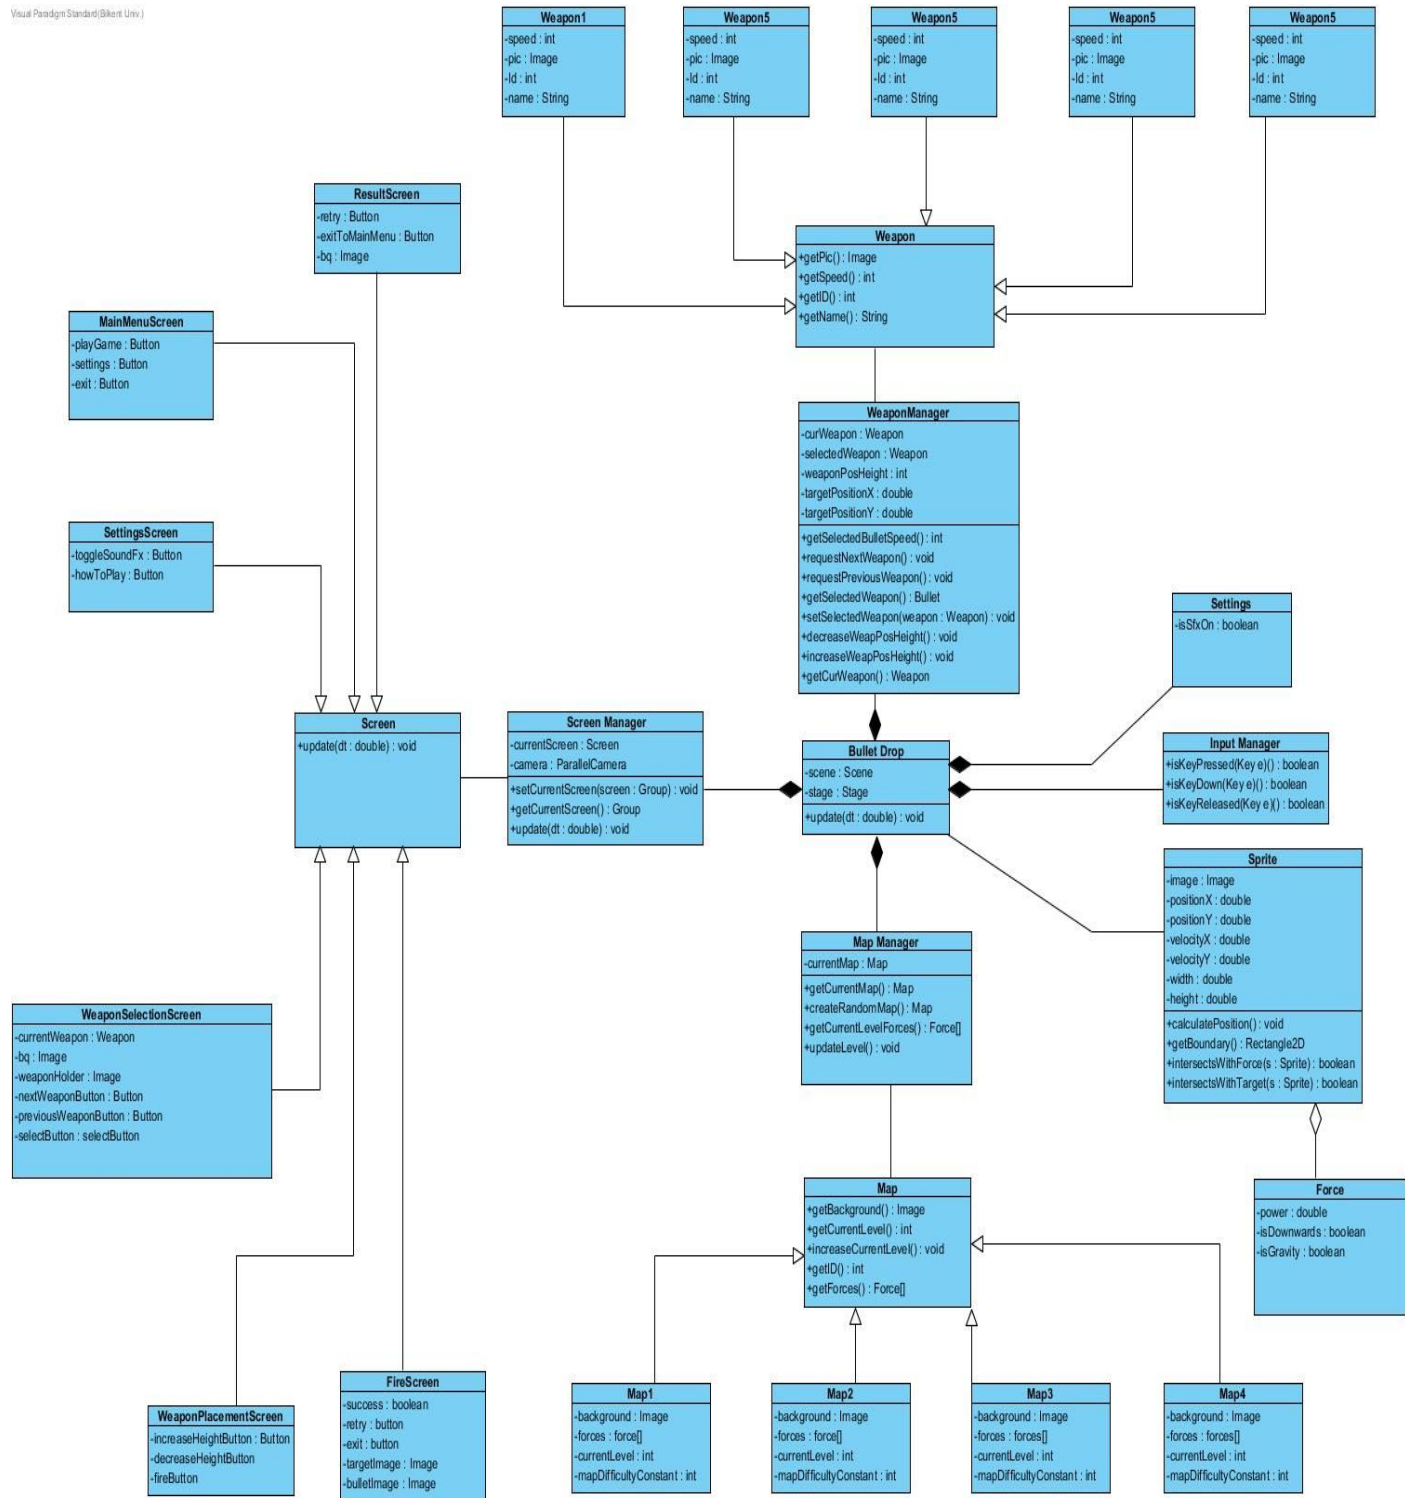 Visual Paradigm Standard(Bilkent Univ.)
Weapon1
-speed : int
-pic : Image
-Id : int
-name : String
Weapon5
-speed : int
-pic : Image
-Id : int
-name : String
Weapon5
-speed : int
-pic : Image
-Id : int
-name : String
Weapon5
-speed : int
-pic : Image
-Id : int
-name : String
Weapon5
-speed : int
-pic : Image
-Id : int
-name : String
ResultScreen
-retry : Button
-exitToMainMenu : Button
-bq : Image
Weapon
+getPic() : Image
+getSpeed() : int
+getID() : int
+getName() : String
MainMenuScreen
-playGame : Button
-settings : Button
-exit : Button
WeaponManager
-curWeapon : Weapon
-selectedWeapon : Weapon
-weaponPosHeight : int
-targetPositionX : double
-targetPositionY : double
+getSelectedBulletSpeed() : int
+requestNextWeapon() : void
+requestPreviousWeapon() : void
+getSelectedWeapon() : Bullet
+setSelectedWeapon(weapon : Weapon) : void
+decreaseWeapPosHeight() : void
+increaseWeapPosHeight() : void
+getCurWeapon() : Weapon
SettingsScreen
-toggleSoundFx : Button
-howToPlay : Button
Settings
-isSfxOn : boolean
Screen
+update(dt : double) : void
Screen Manager
-currentScreen : Screen
-camera : ParallelCamera
+setCurrentScreen(screen : Group) : void
+getCurrentScreen() : Group
+update(dt : double) : void
Bullet Drop
-scene : Scene
-stage : Stage
+update(dt : double) : void
Input Manager
+isKeyPressed(Key e)() : boolean
+isKeyDown(Key e)() : boolean
+isKeyReleased(Key e)() : boolean
Sprite
-image : Image
-positionX : double
-positionY : double
-velocityX : double
-velocityY : double
-width : double
-height : double
+calculatePosition() : void
+getBoundary() : Rectangle2D
+intersectsWithForce(s : Sprite) : boolean
+intersectsWithTarget(s : Sprite) : boolean
Map Manager
-currentMap : Map
+getCurrentMap() : Map
+createRandomMap() : Map
+getCurrentLevelForces() : Force[]
+updateLevel() : void
WeaponSelectionScreen
-currentWeapon : Weapon
-bq : Image
-weaponHolder : Image
-nextWeaponButton : Button
-previousWeaponButton : Button
-selectButton : selectButton
Map
+getBackground() : Image
+getCurrentLevel() : int
+increaseCurrentLevel() : void
+getID() : int
+getForces() : Force[]
Force
-power : double
-isDownwards : boolean
-isGravity : boolean
WeaponPlacementScreen
-increaseHeightButton : Button
-decreaseHeightButton
-fireButton
FireScreen
-success : boolean
-retry : button
-exit : button
-targetImage : Image
-bulletImage : Image
Map1
-background : Image
-forces : force[]
-currentLevel : int
-mapDifficultyConstant : int
Map2
-background : Image
-forces : force[]
-currentLevel : int
-mapDifficultyConstant : int
Map3
-background : Image
-forces : forces[]
-currentLevel : int
-mapDifficultyConstant : int
Map4
-background : Image
-forces : forces[]
-currentLevel : int
-mapDifficultyConstant : int